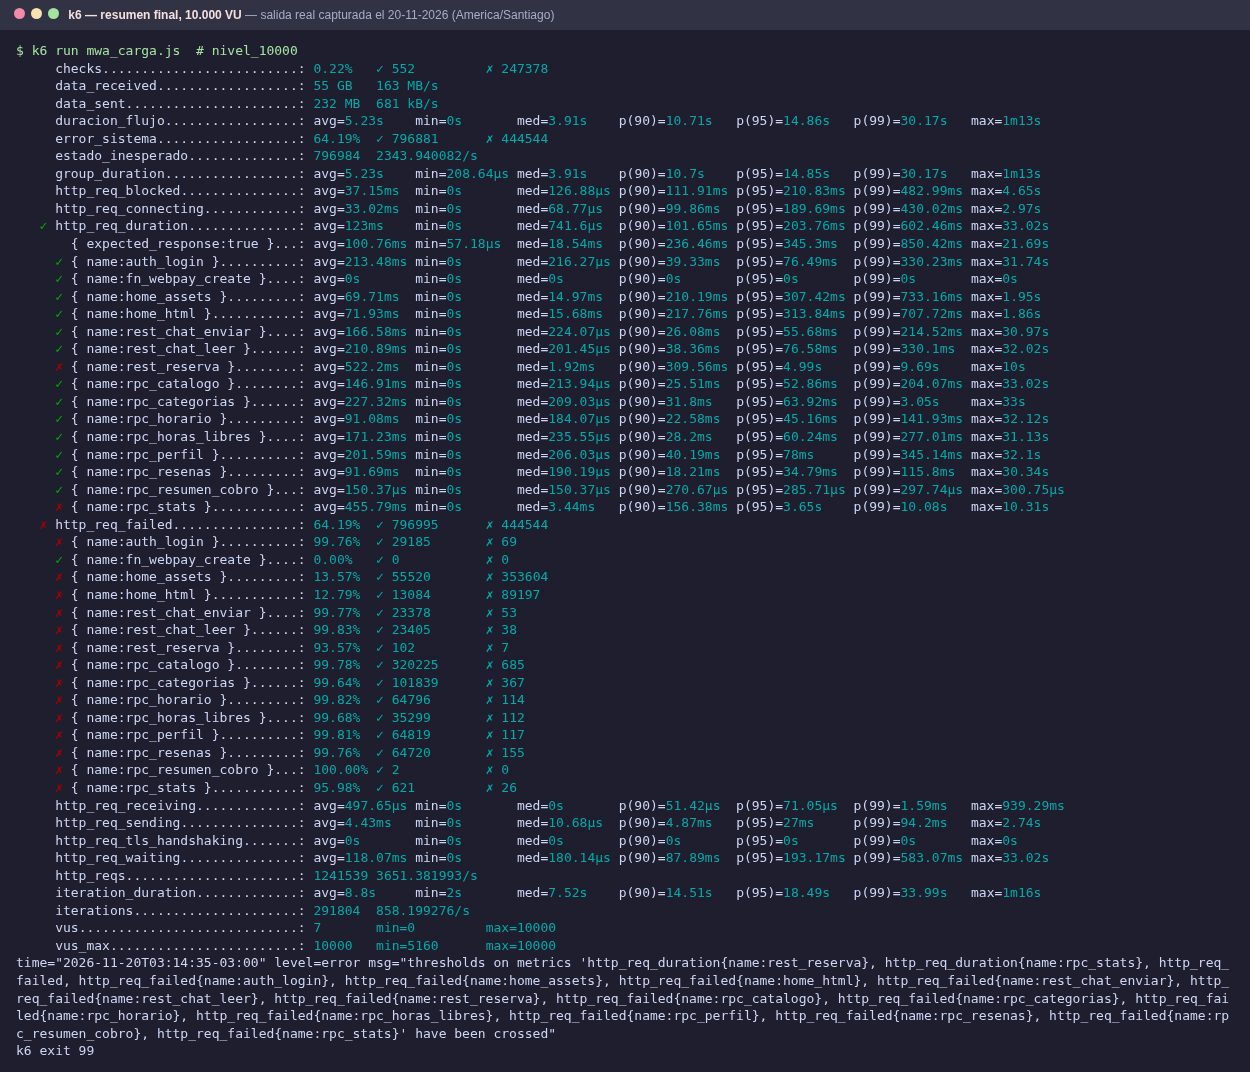 k6 — resumen final, 10.000 VU — salida real capturada el 20-11-2026 (America/Santiago)
$ k6 run mwa_carga.js  # nivel_10000
     checks.........................: 0.22%   ✓ 552         ✗ 247378
     data_received..................: 55 GB   163 MB/s
     data_sent......................: 232 MB  681 kB/s
     duracion_flujo.................: avg=5.23s    min=0s       med=3.91s    p(90)=10.71s   p(95)=14.86s   p(99)=30.17s   max=1m13s
     error_sistema..................: 64.19%  ✓ 796881      ✗ 444544
     estado_inesperado..............: 796984  2343.940082/s
     group_duration.................: avg=5.23s    min=208.64µs med=3.91s    p(90)=10.7s    p(95)=14.85s   p(99)=30.17s   max=1m13s
     http_req_blocked...............: avg=37.15ms  min=0s       med=126.88µs p(90)=111.91ms p(95)=210.83ms p(99)=482.99ms max=4.65s
     http_req_connecting............: avg=33.02ms  min=0s       med=68.77µs  p(90)=99.86ms  p(95)=189.69ms p(99)=430.02ms max=2.97s
   ✓ http_req_duration..............: avg=123ms    min=0s       med=741.6µs  p(90)=101.65ms p(95)=203.76ms p(99)=602.46ms max=33.02s
       { expected_response:true }...: avg=100.76ms min=57.18µs  med=18.54ms  p(90)=236.46ms p(95)=345.3ms  p(99)=850.42ms max=21.69s
     ✓ { name:auth_login }..........: avg=213.48ms min=0s       med=216.27µs p(90)=39.33ms  p(95)=76.49ms  p(99)=330.23ms max=31.74s
     ✓ { name:fn_webpay_create }....: avg=0s       min=0s       med=0s       p(90)=0s       p(95)=0s       p(99)=0s       max=0s
     ✓ { name:home_assets }.........: avg=69.71ms  min=0s       med=14.97ms  p(90)=210.19ms p(95)=307.42ms p(99)=733.16ms max=1.95s
     ✓ { name:home_html }...........: avg=71.93ms  min=0s       med=15.68ms  p(90)=217.76ms p(95)=313.84ms p(99)=707.72ms max=1.86s
     ✓ { name:rest_chat_enviar }....: avg=166.58ms min=0s       med=224.07µs p(90)=26.08ms  p(95)=55.68ms  p(99)=214.52ms max=30.97s
     ✓ { name:rest_chat_leer }......: avg=210.89ms min=0s       med=201.45µs p(90)=38.36ms  p(95)=76.58ms  p(99)=330.1ms  max=32.02s
     ✗ { name:rest_reserva }........: avg=522.2ms  min=0s       med=1.92ms   p(90)=309.56ms p(95)=4.99s    p(99)=9.69s    max=10s
     ✓ { name:rpc_catalogo }........: avg=146.91ms min=0s       med=213.94µs p(90)=25.51ms  p(95)=52.86ms  p(99)=204.07ms max=33.02s
     ✓ { name:rpc_categorias }......: avg=227.32ms min=0s       med=209.03µs p(90)=31.8ms   p(95)=63.92ms  p(99)=3.05s    max=33s
     ✓ { name:rpc_horario }.........: avg=91.08ms  min=0s       med=184.07µs p(90)=22.58ms  p(95)=45.16ms  p(99)=141.93ms max=32.12s
     ✓ { name:rpc_horas_libres }....: avg=171.23ms min=0s       med=235.55µs p(90)=28.2ms   p(95)=60.24ms  p(99)=277.01ms max=31.13s
     ✓ { name:rpc_perfil }..........: avg=201.59ms min=0s       med=206.03µs p(90)=40.19ms  p(95)=78ms     p(99)=345.14ms max=32.1s
     ✓ { name:rpc_resenas }.........: avg=91.69ms  min=0s       med=190.19µs p(90)=18.21ms  p(95)=34.79ms  p(99)=115.8ms  max=30.34s
     ✓ { name:rpc_resumen_cobro }...: avg=150.37µs min=0s       med=150.37µs p(90)=270.67µs p(95)=285.71µs p(99)=297.74µs max=300.75µs
     ✗ { name:rpc_stats }...........: avg=455.79ms min=0s       med=3.44ms   p(90)=156.38ms p(95)=3.65s    p(99)=10.08s   max=10.31s
   ✗ http_req_failed................: 64.19%  ✓ 796995      ✗ 444544
     ✗ { name:auth_login }..........: 99.76%  ✓ 29185       ✗ 69
     ✓ { name:fn_webpay_create }....: 0.00%   ✓ 0           ✗ 0
     ✗ { name:home_assets }.........: 13.57%  ✓ 55520       ✗ 353604
     ✗ { name:home_html }...........: 12.79%  ✓ 13084       ✗ 89197
     ✗ { name:rest_chat_enviar }....: 99.77%  ✓ 23378       ✗ 53
     ✗ { name:rest_chat_leer }......: 99.83%  ✓ 23405       ✗ 38
     ✗ { name:rest_reserva }........: 93.57%  ✓ 102         ✗ 7
     ✗ { name:rpc_catalogo }........: 99.78%  ✓ 320225      ✗ 685
     ✗ { name:rpc_categorias }......: 99.64%  ✓ 101839      ✗ 367
     ✗ { name:rpc_horario }.........: 99.82%  ✓ 64796       ✗ 114
     ✗ { name:rpc_horas_libres }....: 99.68%  ✓ 35299       ✗ 112
     ✗ { name:rpc_perfil }..........: 99.81%  ✓ 64819       ✗ 117
     ✗ { name:rpc_resenas }.........: 99.76%  ✓ 64720       ✗ 155
     ✗ { name:rpc_resumen_cobro }...: 100.00% ✓ 2           ✗ 0
     ✗ { name:rpc_stats }...........: 95.98%  ✓ 621         ✗ 26
     http_req_receiving.............: avg=497.65µs min=0s       med=0s       p(90)=51.42µs  p(95)=71.05µs  p(99)=1.59ms   max=939.29ms
     http_req_sending...............: avg=4.43ms   min=0s       med=10.68µs  p(90)=4.87ms   p(95)=27ms     p(99)=94.2ms   max=2.74s
     http_req_tls_handshaking.......: avg=0s       min=0s       med=0s       p(90)=0s       p(95)=0s       p(99)=0s       max=0s
     http_req_waiting...............: avg=118.07ms min=0s       med=180.14µs p(90)=87.89ms  p(95)=193.17ms p(99)=583.07ms max=33.02s
     http_reqs......................: 1241539 3651.381993/s
     iteration_duration.............: avg=8.8s     min=2s       med=7.52s    p(90)=14.51s   p(95)=18.49s   p(99)=33.99s   max=1m16s
     iterations.....................: 291804  858.199276/s
     vus............................: 7       min=0         max=10000
     vus_max........................: 10000   min=5160      max=10000
time="2026-11-20T03:14:35-03:00" level=error msg="thresholds on metrics 'http_req_duration{name:rest_reserva}, http_req_duration{name:rpc_stats}, http_req_
failed, http_req_failed{name:auth_login}, http_req_failed{name:home_assets}, http_req_failed{name:home_html}, http_req_failed{name:rest_chat_enviar}, http_
req_failed{name:rest_chat_leer}, http_req_failed{name:rest_reserva}, http_req_failed{name:rpc_catalogo}, http_req_failed{name:rpc_categorias}, http_req_fai
led{name:rpc_horario}, http_req_failed{name:rpc_horas_libres}, http_req_failed{name:rpc_perfil}, http_req_failed{name:rpc_resenas}, http_req_failed{name:rp
c_resumen_cobro}, http_req_failed{name:rpc_stats}' have been crossed"
k6 exit 99